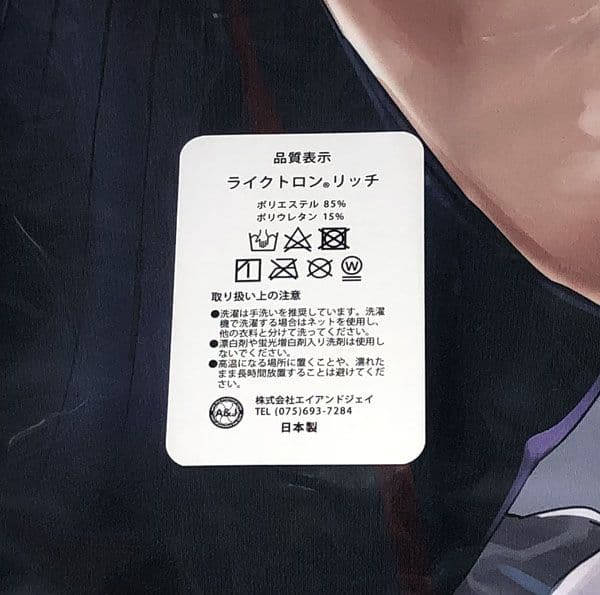 品質表示
ライクトロン®リッチ
ポリエステル 85%
ポリウレタン 15%
W
取り扱い上の注意
●洗濯は手洗いを推奨しています。洗濯
機で洗濯する場合はネットを使用し、
他の衣料と分けて洗ってください。
●漂白剤や蛍光増白剤入り洗剤は使用し
ないでください。
●高温になる場所に置くことや、濡れた
まま長時間放置することは避けてくだ
さい。
A&J
株式会社エイアンドジェイ
TEL (075)693-7284
日本製